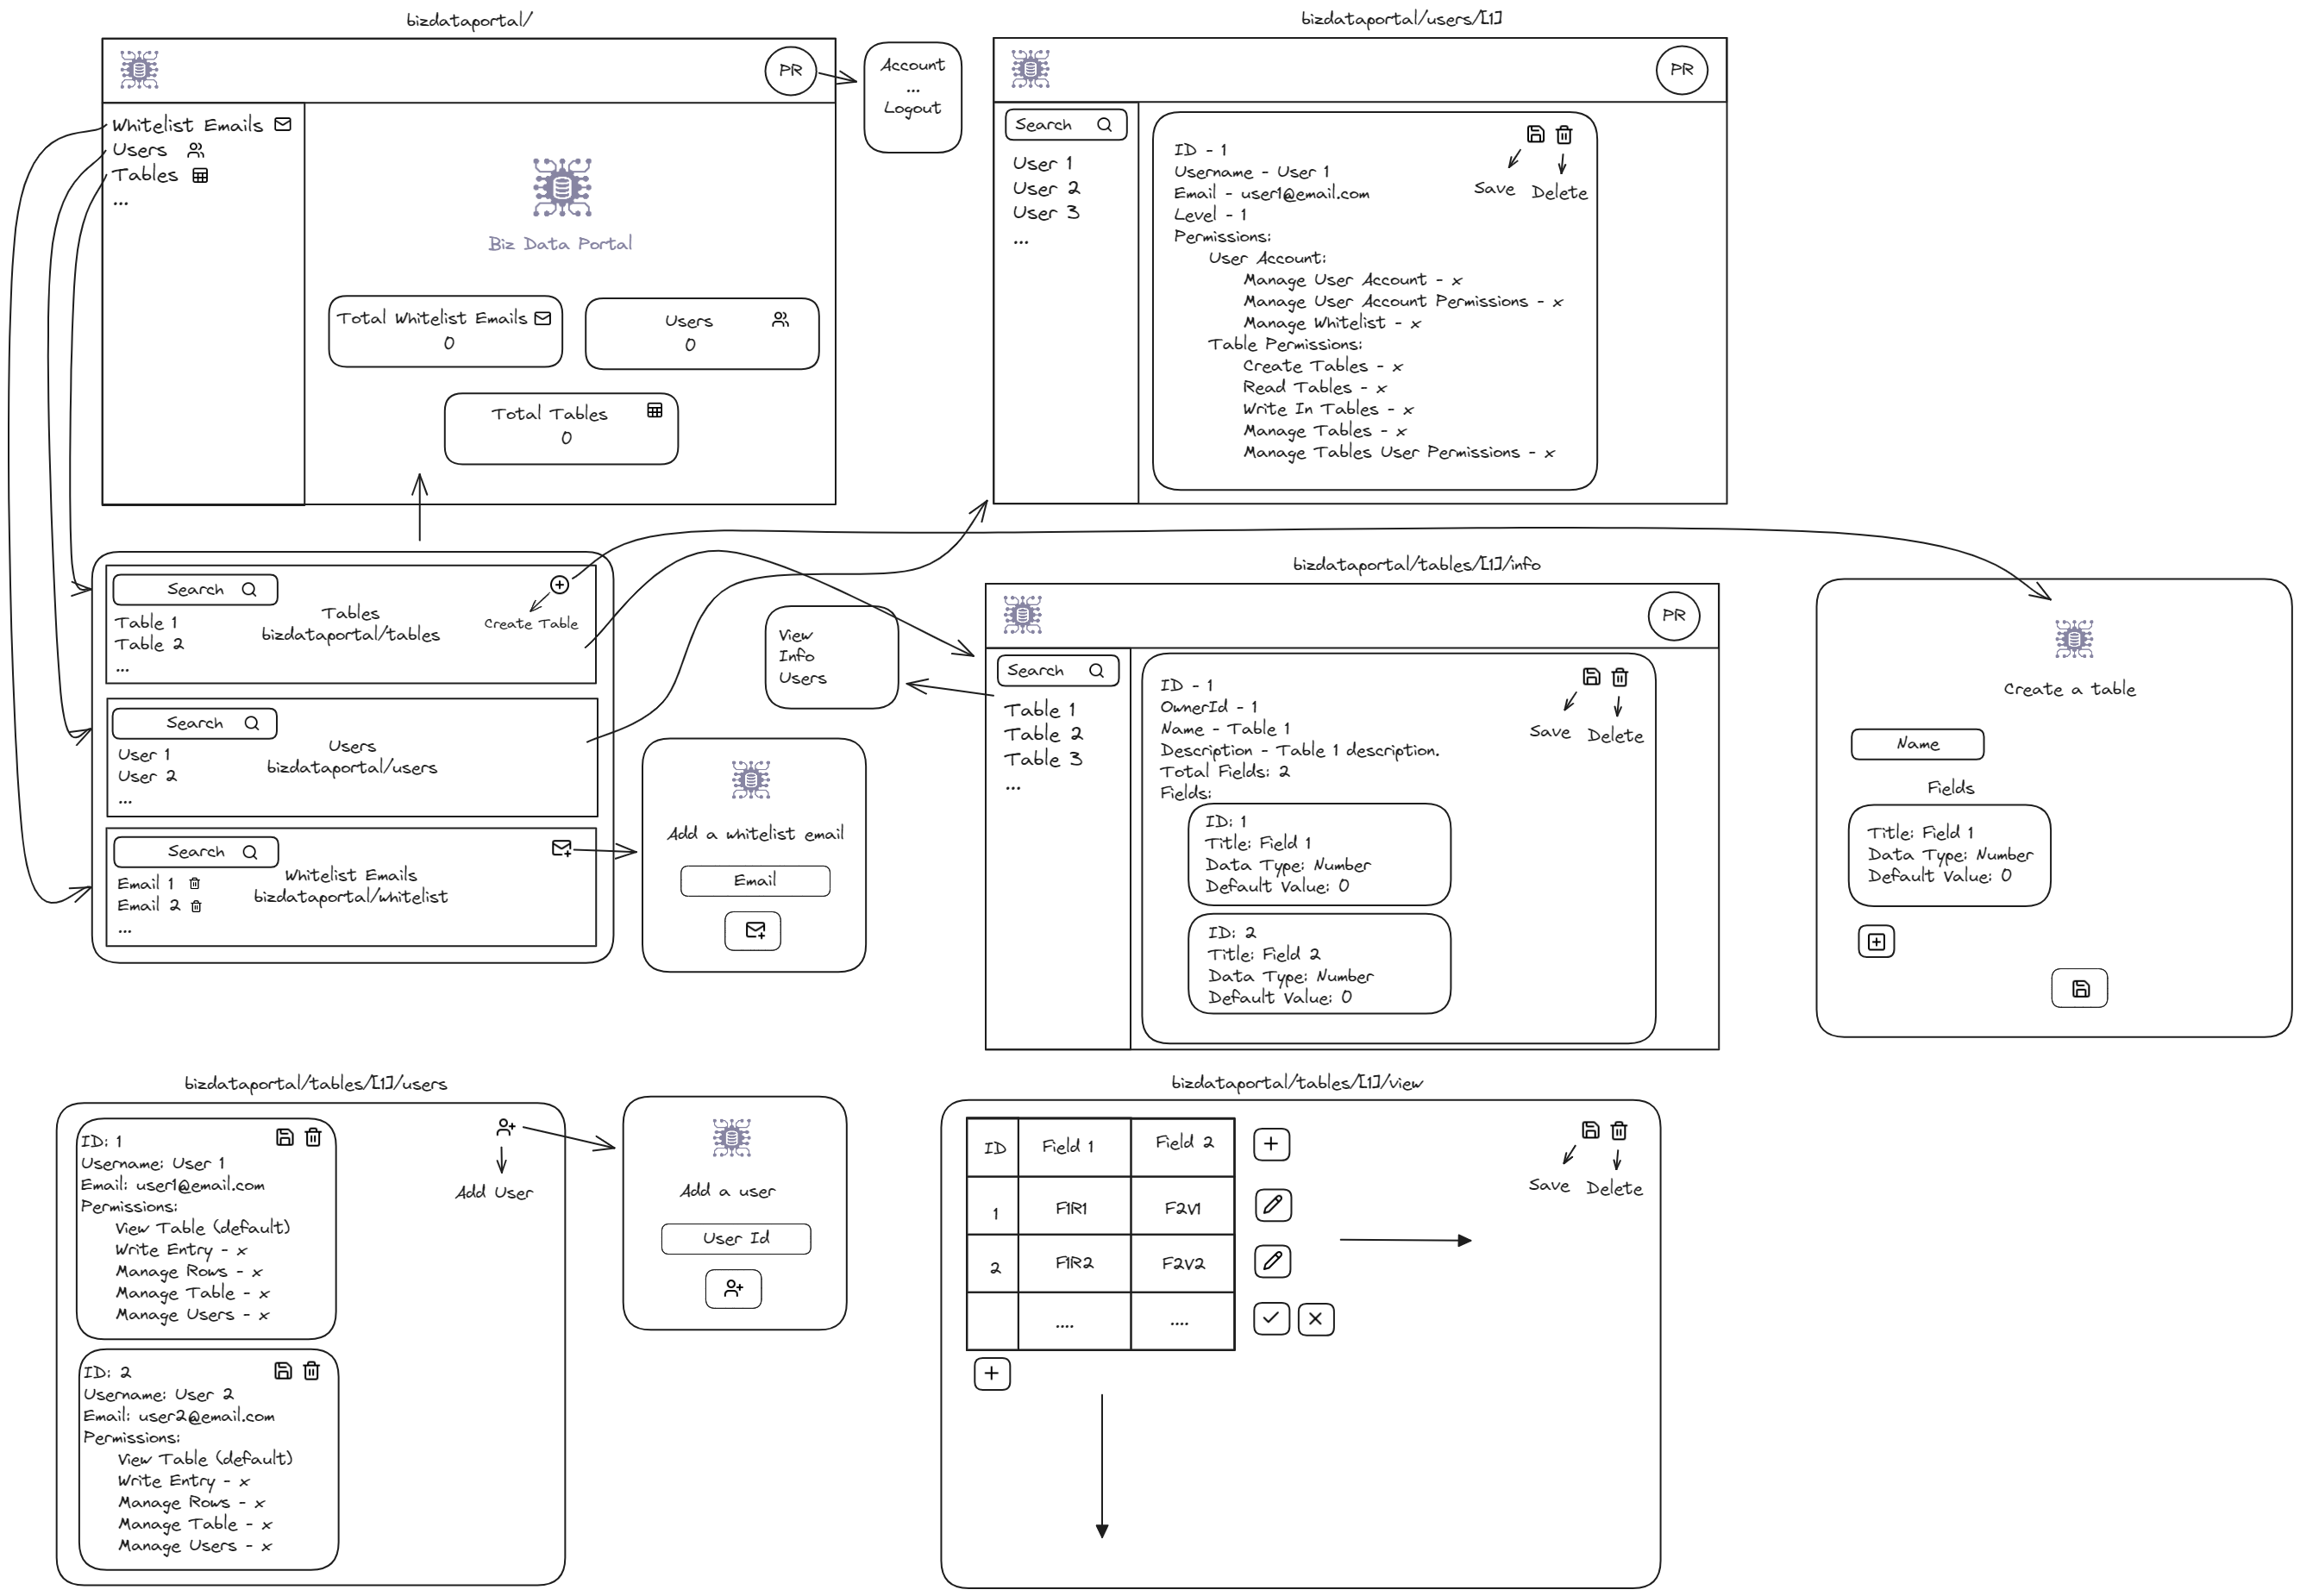 bizdataportal/
PR
Whitelist Emails
Users
Tables
...
Biz Data Portal
Total Whitelist Emails
0
Users
0
Total Tables
0
Account
...
Logout
bizdataportal/users/[1]
PR
Search
User 1
User 2
User 3
...
ID - 1
Username - User 1
Email - user1@email.com
Level - 1
Permissions:
User Account:
Manage User Account - x
Manage User Account Permissions - x
Manage Whitelist - x
Table Permissions:
Create Tables - x
Read Tables - x
Write In Tables - x
Manage Tables - x
Manage Tables User Permissions - x
Save
Delete
Search
Table 1
Table 2
...
Tables
bizdataportal/tables
Create Table
Search
User 1
User 2
...
Users
bizdataportal/users
Search
Email 1
Email 2
...
Whitelist Emails
bizdataportal/whitelist
View
Info
Users
Add a whitelist email
Email
bizdataportal/tables/[1]/info
PR
Search
Table 1
Table 2
Table 3
...
ID - 1
OwnerId - 1
Name - Table 1
Description - Table 1 description.
Total Fields: 2
Fields:
ID: 1
Title: Field 1
Data Type: Number
Default Value: 0
ID: 2
Title: Field 2
Data Type: Number
Default Value: 0
Save
Delete
Create a table
Name
Fields
Title: Field 1
Data Type: Number
Default Value: 0
bizdataportal/tables/[1]/users
ID: 1
Username: User 1
Email: user1@email.com
Permissions:
View Table (default)
Write Entry - x
Manage Rows - x
Manage Table - x
Manage Users - x
ID: 2
Username: User 2
Email: user2@email.com
Permissions:
View Table (default)
Write Entry - x
Manage Rows - x
Manage Table - x
Manage Users - x
Add User
Add a user
User Id
bizdataportal/tables/[1]/view
ID Field 1 Field 2
1 F1R1 F2V1
2 F1R2 F2V2
.... ....
Save
Delete